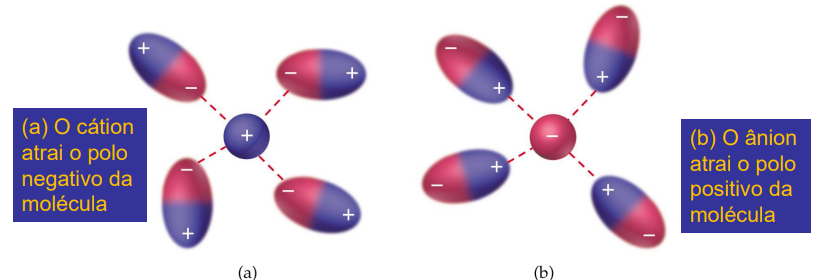 (a) O cátion
atrai o polo
negativo da
molécula
+
−
−
+
+
−
+
−
+
(a)
−
+
−
+
−
−
+
+
−
(b) O ânion
atrai o polo
positivo da
molécula
(b)